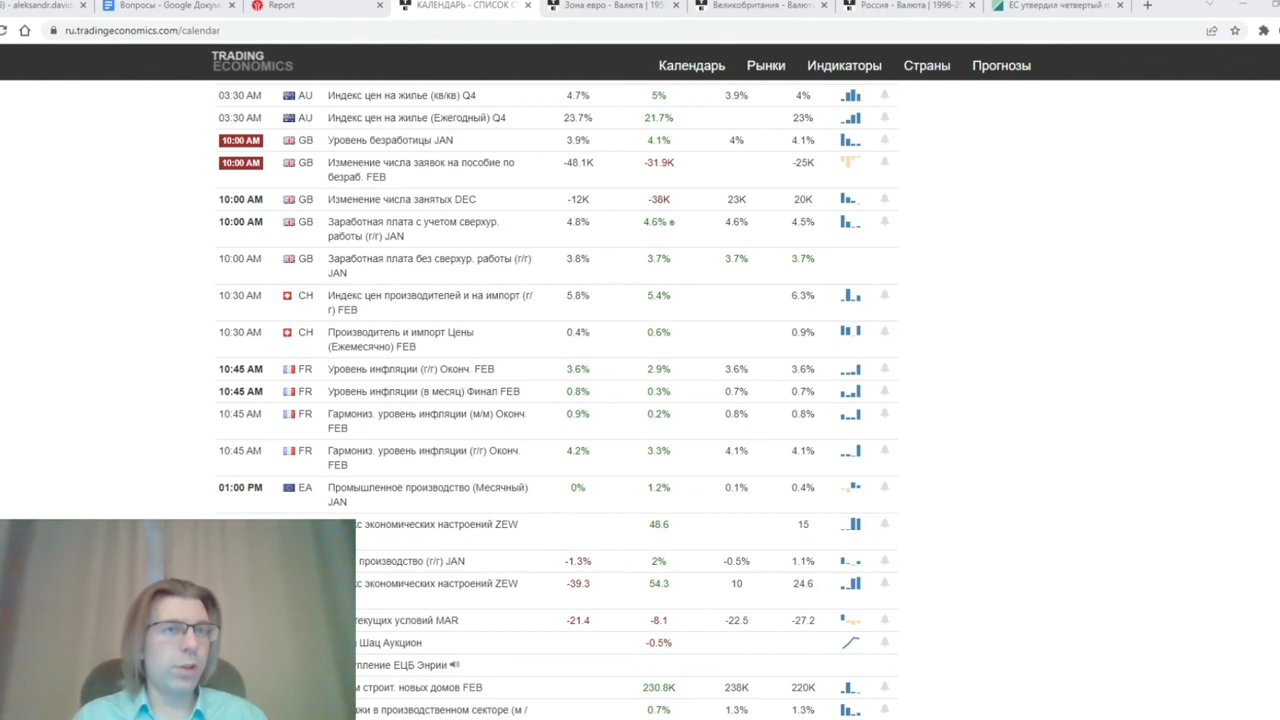 5) - aleksandr.david
Вопросы - Google Докум
Report
КАЛЕНДАРЬ - СПИСОК С
Зона евро - Валюта | 195
Великобритания - Валюта
Россия - Валюта | 1996-2
ЕС утвердил четвертый п
ru.tradingeconomics.com/calendar
TRADING
ECONOMICS
Календарь Рынки Индикаторы Страны Прогнозы
03:30 AM AU Индекс цен на жилье (кв/кв) Q4 4.7% 5% 3.9% 4%
03:30 AM AU Индекс цен на жилье (Ежегодный) Q4 23.7% 21.7% 23%
10:00 AM GB Уровень безработицы JAN 3.9% 4.1% 4% 4.1%
10:00 AM GB Изменение числа заявок на пособие по -48.1K -31.9K -25K
безраб. FEB
10:00 AM GB Изменение числа занятых DEC -12K -38K 23K 20K
10:00 AM GB Заработная плата с учетом сверхур. 4.8% 4.6% 4.6% 4.5%
работы (г/г) JAN
10:00 AM GB Заработная плата без сверхур. работы (г/г) 3.8% 3.7% 3.7% 3.7%
JAN
10:30 AM CH Индекс цен производителей и на импорт (г/ 5.8% 5.4% 6.3%
г) FEB
10:30 AM CH Производитель и импорт Цены 0.4% 0.6% 0.9%
(Ежемесячно) FEB
10:45 AM FR Уровень инфляции (г/г) Оконч. FEB 3.6% 2.9% 3.6% 3.6%
10:45 AM FR Уровень инфляции (в месяц) Финал FEB 0.8% 0.3% 0.7% 0.7%
10:45 AM FR Гармониз. уровень инфляции (м/м) Оконч. 0.9% 0.2% 0.8% 0.8%
FEB
10:45 AM FR Гармониз. уровень инфляции (г/г) Оконч. 4.2% 3.3% 4.1% 4.1%
FEB
01:00 PM EA Промышленное производство (Месячный) 0% 1.2% 0.1% 0.4%
JAN
кс экономических настроений ZEW 48.6 15
производство (г/г) JAN -1.3% 2% -0.5% 1.1%
кс экономических настроений ZEW -39.3 54.3 10 24.6
текущих условий MAR -21.4 -8.1 -22.5 -27.2
Шац Аукцион -0.5%
пление ЕЦБ Энрии
м строит. новых домов FEB 230.8K 238K 220K
жи в производственном секторе (м / 0.7% 1.3% 1.3%